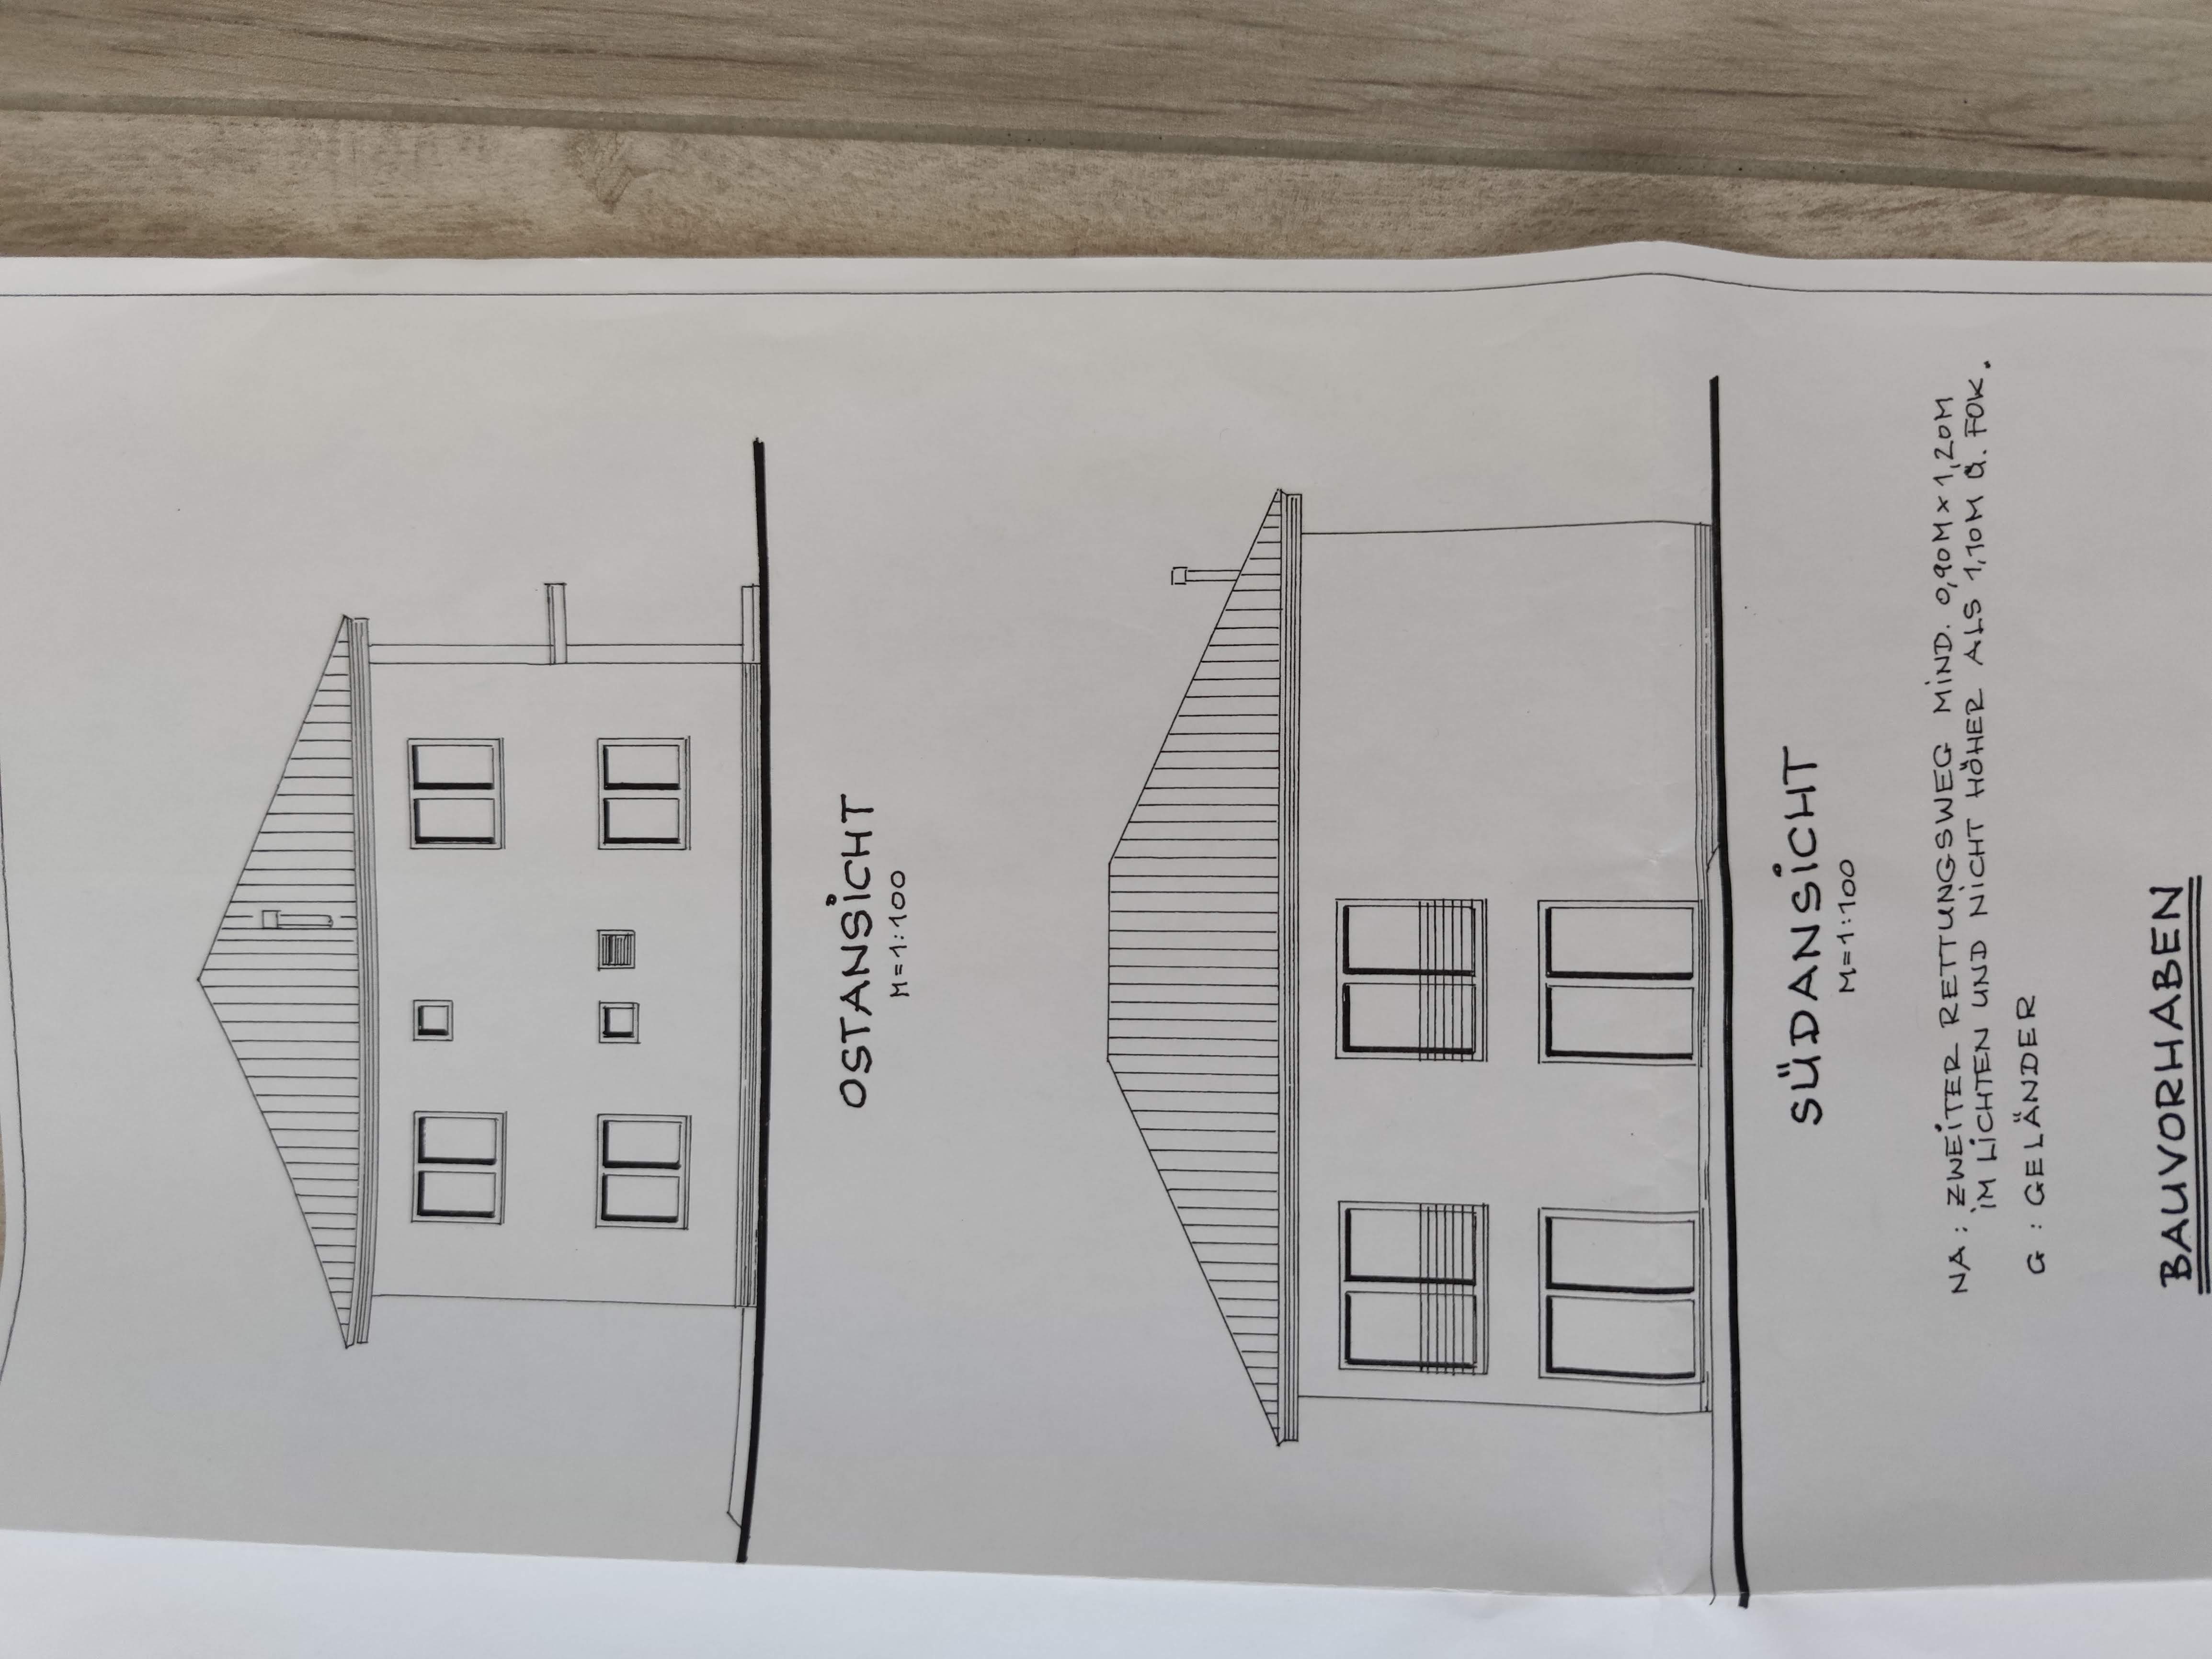 OSTANSiCHT
M=1:100
SÜDANSiCHT
M=1:100
NA: ZWEiTER RETTUNGSWEG MiND. 0,90M x 1,20M
iM LiCHTEN UND NiCHT HÖHER ALS 1,10M Ü. FOK.
G : GELÄNDER
BAUVORHABEN